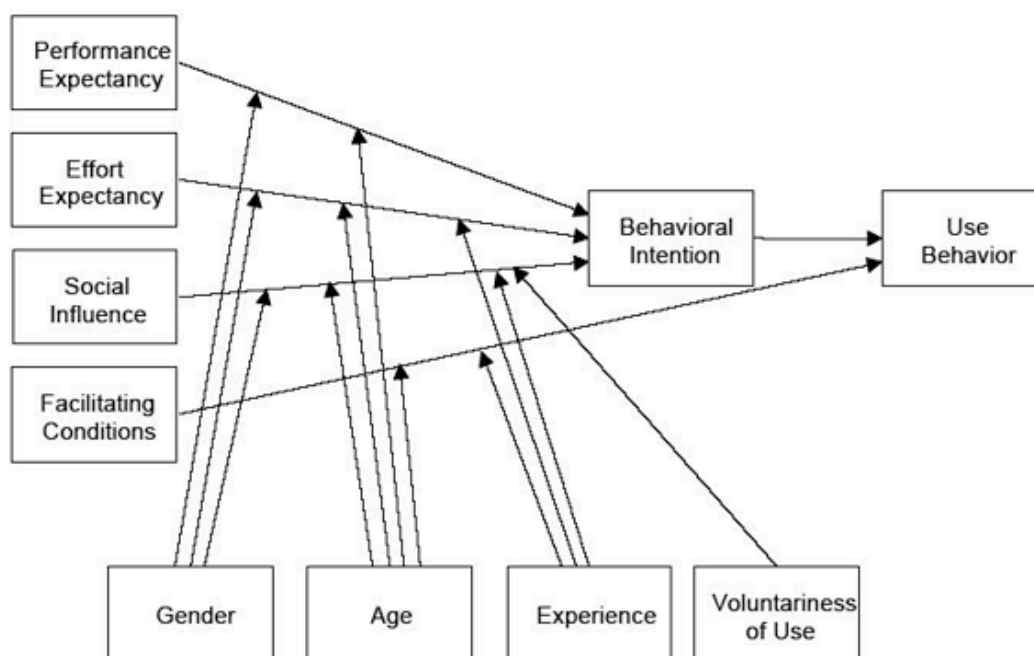 Performance
Expectancy
Effort
Expectancy
Social
Influence
Facilitating
Conditions
Behavioral
Intention
Use
Behavior
Gender
Age
Experience
Voluntariness
of Use